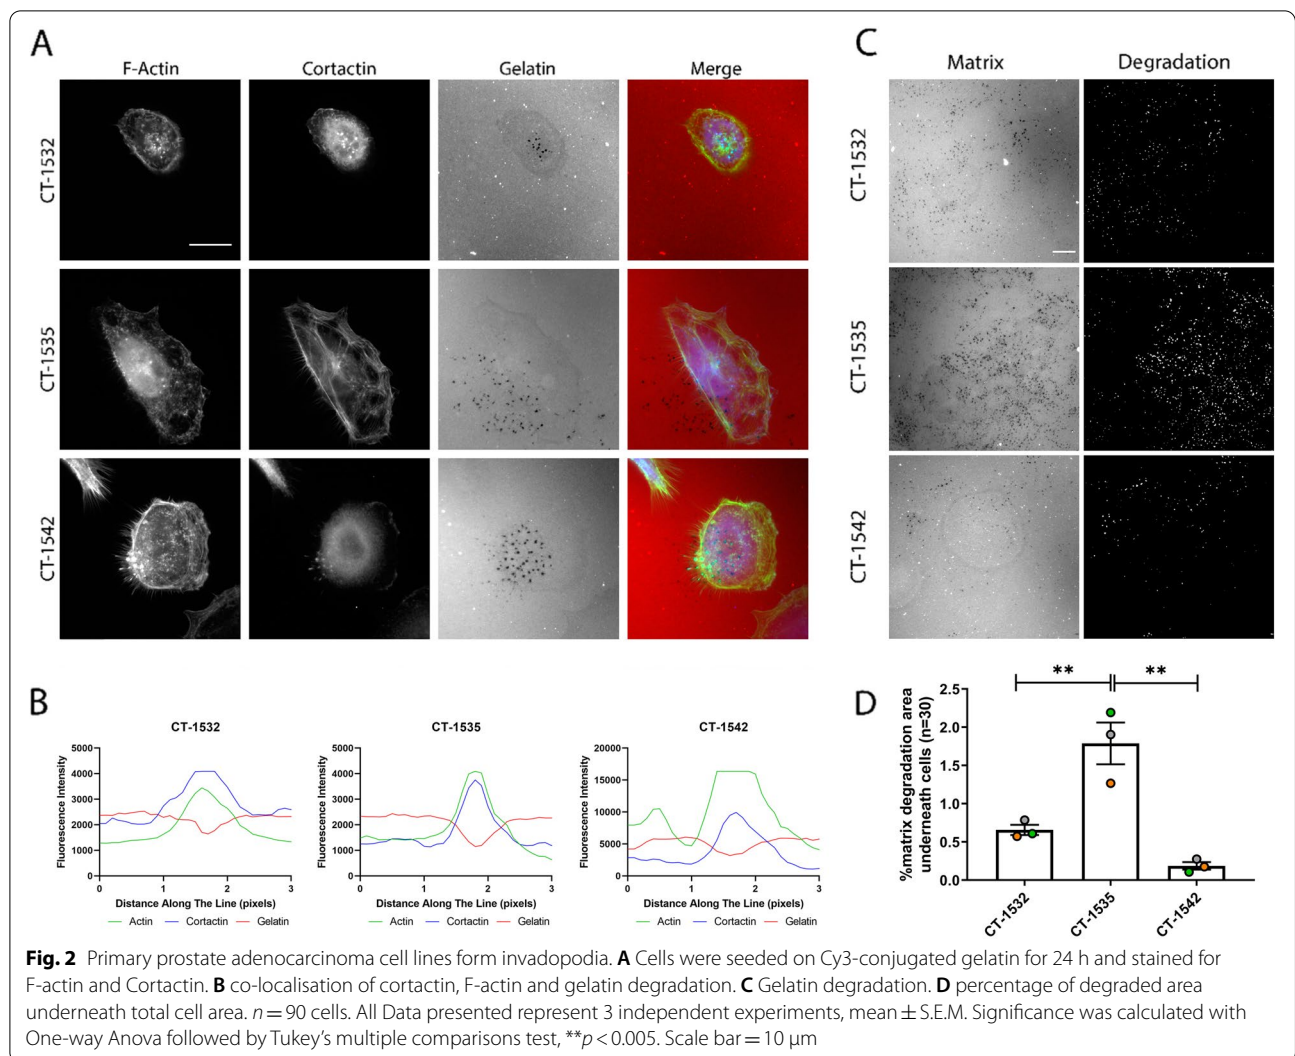 A
F-Actin Cortactin Gelatin Merge
CT-1532
CT-1535
CT-1542
C
Matrix Degradation
CT-1532
CT-1535
CT-1542
B
CT-1532
Fluorescence Intensity
5000
4000
3000
2000
1000
0
0 1 2 3
Distance Along The Line (pixels)
Actin Cortactin Gelatin
CT-1535
Fluorescence Intensity
5000
4000
3000
2000
1000
0
0 1 2 3
Distance Along The Line (pixels)
Actin Cortactin Gelatin
CT-1542
Fluorescence Intensity
20000
15000
10000
5000
0
0 1 2 3
Distance Along The Line (pixels)
Actin Cortactin Gelatin
D
%matrix degradation area
underneath cells (n=30)
2.5
2.0
1.5
1.0
0.5
0.0
** **
CT-1532 CT-1535 CT-1542
Fig. 2 Primary prostate adenocarcinoma cell lines form invadopodia. A Cells were seeded on Cy3-conjugated gelatin for 24 h and stained for
F-actin and Cortactin. B co-localisation of cortactin, F-actin and gelatin degradation. C Gelatin degradation. D percentage of degraded area
underneath total cell area. n = 90 cells. All Data presented represent 3 independent experiments, mean ± S.E.M. Significance was calculated with
One-way Anova followed by Tukey's multiple comparisons test, **p < 0.005. Scale bar = 10 μm